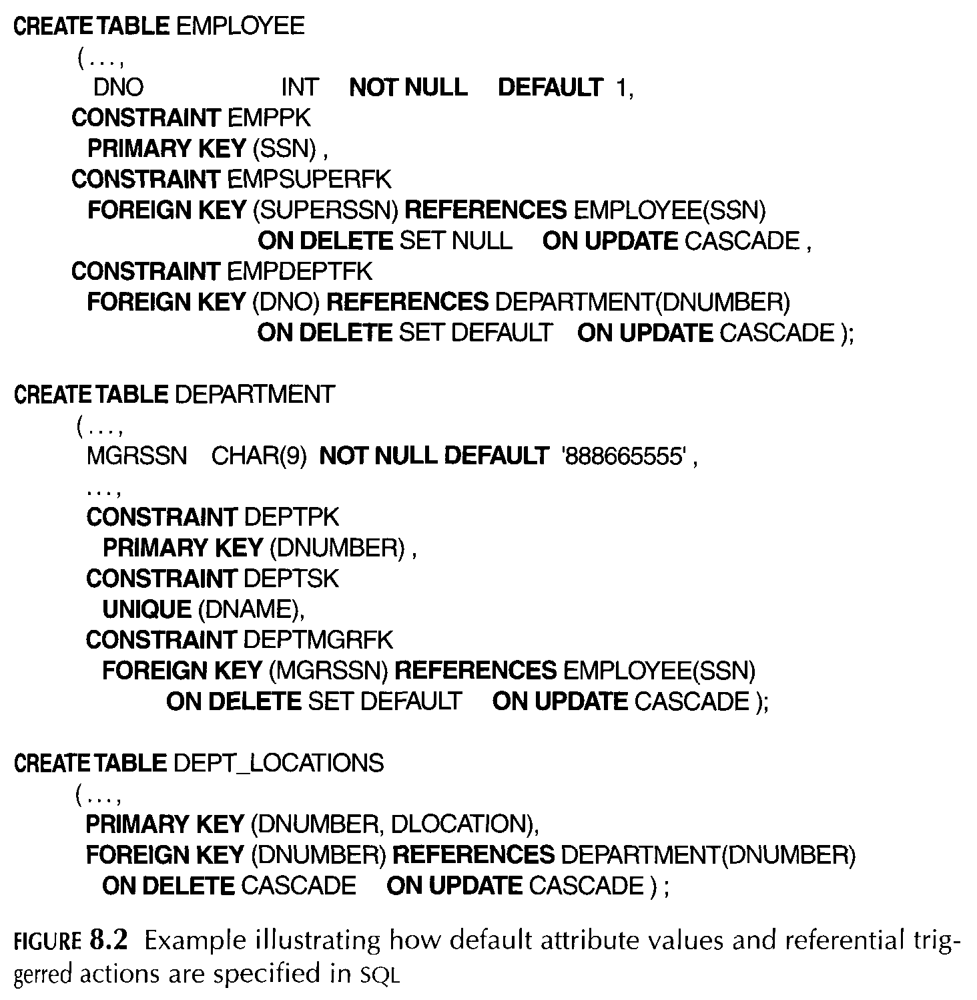 CREATE TABLE EMPLOYEE
(...,
DNO INT NOT NULL DEFAULT 1,
CONSTRAINT EMPPK
PRIMARY KEY (SSN) ,
CONSTRAINT EMPSUPERFK
FOREIGN KEY (SUPERSSN) REFERENCES EMPLOYEE(SSN)
ON DELETE SET NULL ON UPDATE CASCADE ,
CONSTRAINT EMPDEPTFK
FOREIGN KEY (DNO) REFERENCES DEPARTMENT(DNUMBER)
ON DELETE SET DEFAULT ON UPDATE CASCADE );
CREATE TABLE DEPARTMENT
(...,
MGRSSN CHAR(9) NOT NULL DEFAULT '888665555' ,
...,
CONSTRAINT DEPTPK
PRIMARY KEY (DNUMBER) ,
CONSTRAINT DEPTSK
UNIQUE (DNAME),
CONSTRAINT DEPTMGRFK
FOREIGN KEY (MGRSSN) REFERENCES EMPLOYEE(SSN)
ON DELETE SET DEFAULT ON UPDATE CASCADE );
CREATE TABLE DEPT_LOCATIONS
(...,
PRIMARY KEY (DNUMBER, DLOCATION),
FOREIGN KEY (DNUMBER) REFERENCES DEPARTMENT(DNUMBER)
ON DELETE CASCADE ON UPDATE CASCADE ) ;
FIGURE 8.2 Example illustrating how default attribute values and referential trig-
gerred actions are specified in SQL